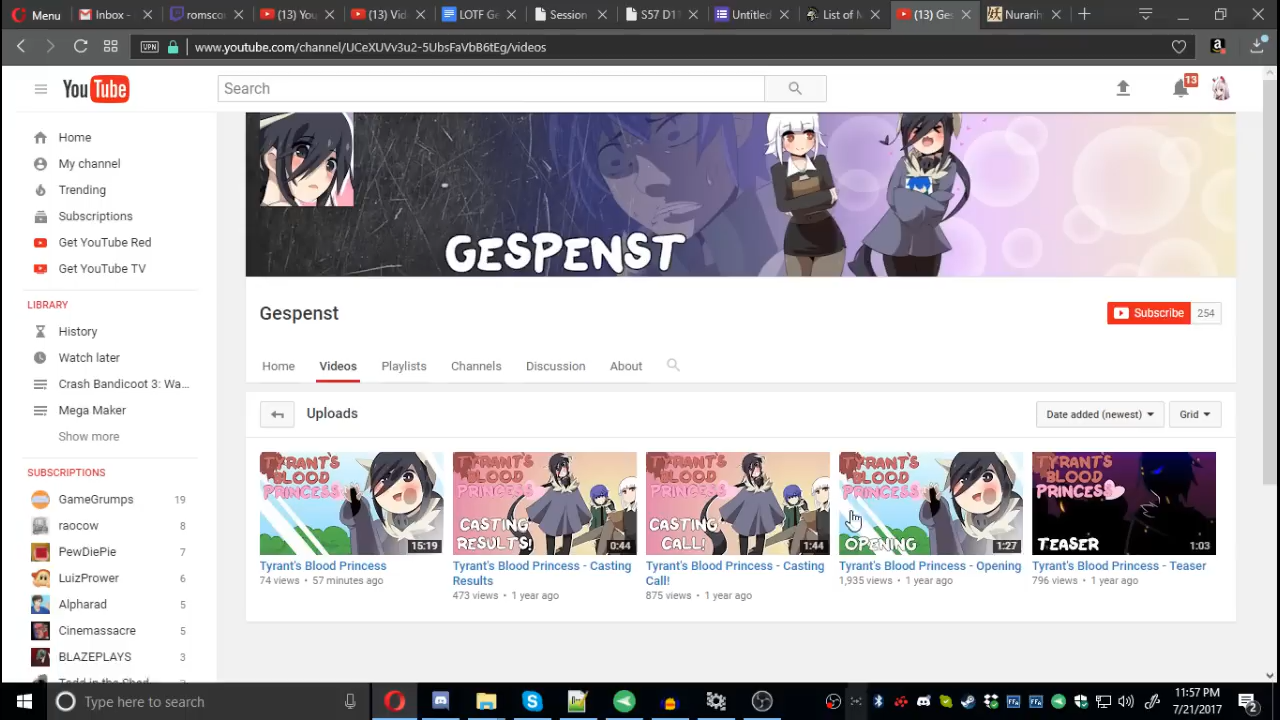 Menu
Inbox -
romsco
(13) You
(13) Vid
LOTF Ge
Session
S57 D1
Untitled
List of M
(13) Ges
Nurarih
VPN
www.youtube.com/channel/UCeXUVv3u2-5UbsFaVbB6tEg/videos
YouTube
Search
13
Home
My channel
Trending
Subscriptions
Get YouTube Red
Get YouTube TV
LIBRARY
History
Watch later
Crash Bandicoot 3: Wa...
Mega Maker
Show more
SUBSCRIPTIONS
GameGrumps 19
raocow 8
PewDiePie 7
LuizPrower 6
Alpharad 5
Cinemassacre 5
BLAZEPLAYS 3
Todd in the Shad...
GESPENST
Gespenst
Subscribe 254
Home Videos Playlists Channels Discussion About
Uploads
Date added (newest) Grid
TYRANT'S BLOOD PRINCESS
15:19
Tyrant's Blood Princess
74 views • 57 minutes ago
TYRANT'S BLOOD PRINCESS
CASTING RESULTS!
0:44
Tyrant's Blood Princess - Casting
Results
473 views • 1 year ago
TYRANT'S BLOOD PRINCESS
CASTING CALL!
1:44
Tyrant's Blood Princess - Casting
Call!
875 views • 1 year ago
TYRANT'S BLOOD PRINCESS
OPENING
1:27
Tyrant's Blood Princess - Opening
1,935 views • 1 year ago
TYRANT'S BLOOD PRINCESS
TEASER
1:03
Tyrant's Blood Princess - Teaser
796 views • 1 year ago
Type here to search
11:57 PM
7/21/2017
2